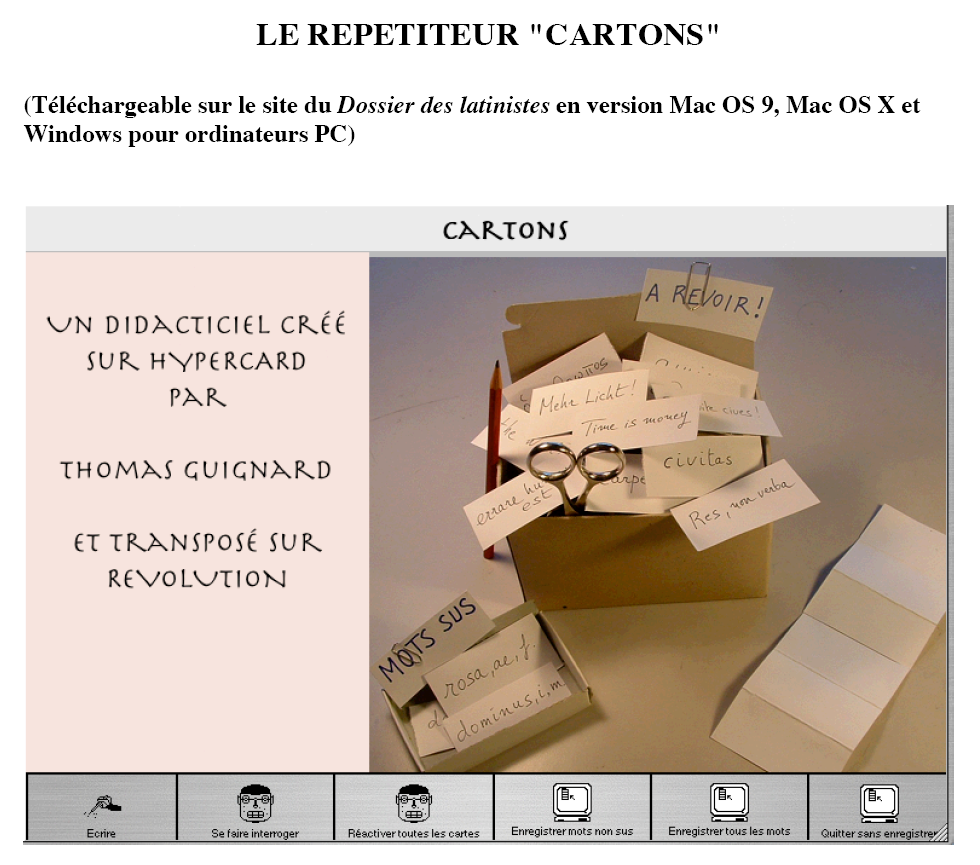 LE REPETITEUR "CARTONS"
(Téléchargeable sur le site du Dossier des latinistes en version Mac OS 9, Mac OS X et
Windows pour ordinateurs PC)
CARTONS
UN DIDACTICIEL CRÉÉ
SUR HYPERCARD
PAR
THOMAS GUIGNARD
ET TRANSPOSÉ SUR
REVOLUTION
A REVOIR!
Mehr Licht!
Time is money
cives!
civitas
carpe
errare hu
est
Res, non verba
MOTS SUS
rosa, ae, f.
dominus, i, m
Ecrire
Se faire interroger
Réactiver toutes les cartes
Enregistrer mots non sus
Enregistrer tous les mots
Quitter sans enregistrer